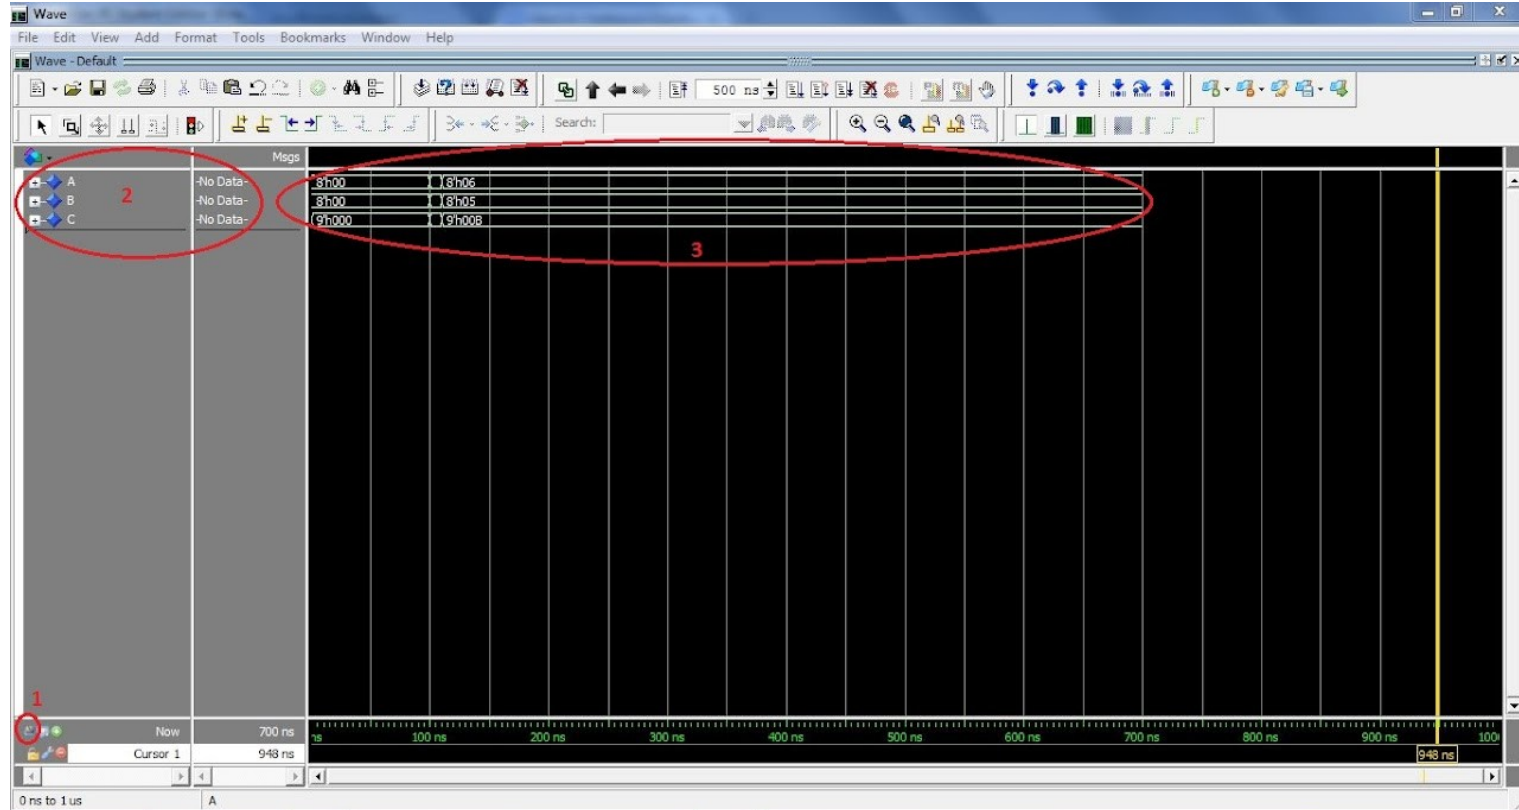 Wave
File Edit View Add Format Tools Bookmarks Window Help
Wave - Default
500 ns
Search:
Msgs
A -No Data- 8'h00 8'h06
B 2 -No Data- 8'h00 8'h05
C -No Data- 9'h000 9'h00B
3
1
Now 700 ns ns 100 ns 200 ns 300 ns 400 ns 500 ns 600 ns 700 ns 800 ns 900 ns 100
Cursor 1 948 ns 948 ns
0 ns to 1 us A